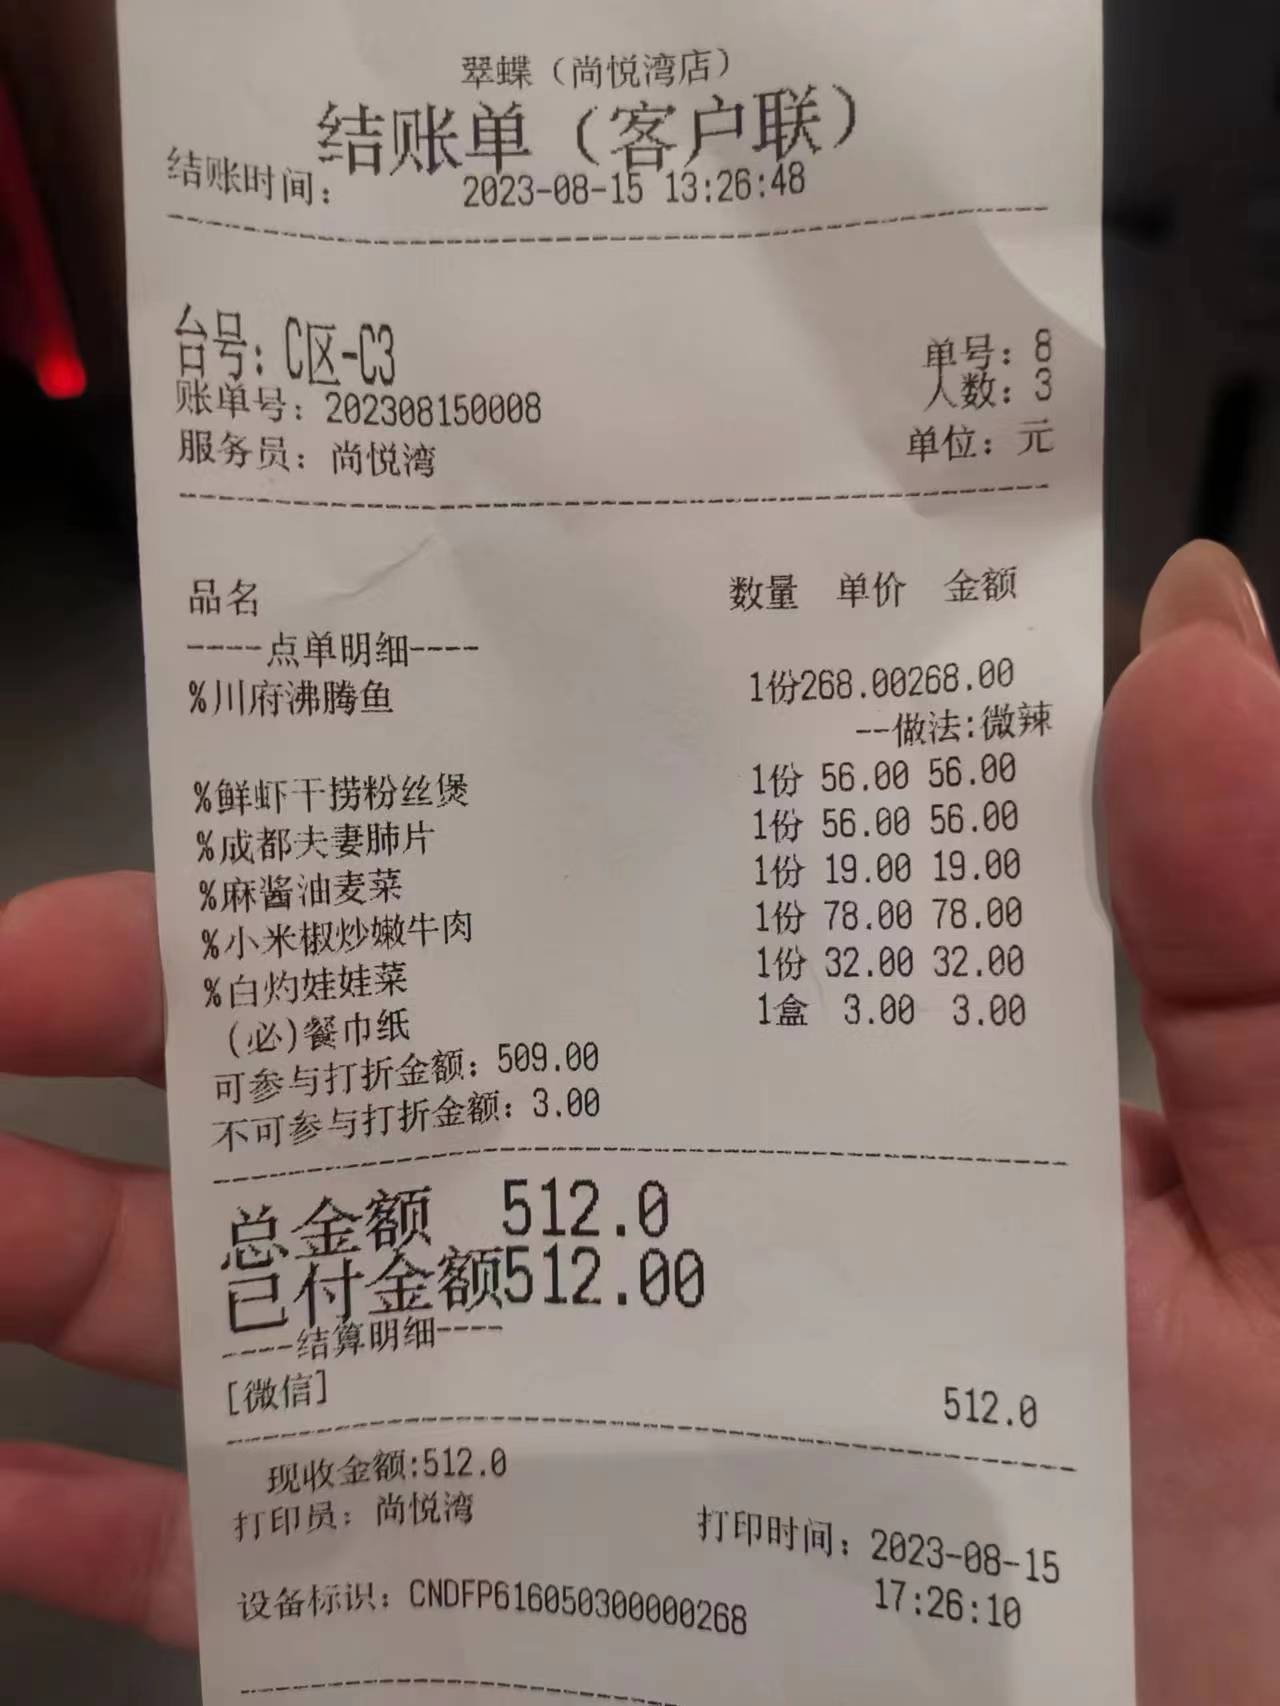 翠蝶（尚悦湾店）
结账单（客户联）
结账时间： 2023-08-15 13:26:48
台号：C区-C3
单号：8
账单号：202308150008
人数：3
服务员：尚悦湾
单位：元
品名 数量 单价 金额
----点单明细----
%川府沸腾鱼 1份268.00268.00
--做法:微辣
%鲜虾干捞粉丝煲 1份 56.00 56.00
%成都夫妻肺片 1份 56.00 56.00
%麻酱油麦菜 1份 19.00 19.00
%小米椒炒嫩牛肉 1份 78.00 78.00
%白灼娃娃菜 1份 32.00 32.00
(必)餐巾纸 1盒 3.00 3.00
可参与打折金额：509.00
不可参与打折金额：3.00
总金额 512.0
已付金额512.00
----结算明细----
[微信] 512.0
现收金额:512.0
打印员：尚悦湾
打印时间：2023-08-15
17:26:10
设备标识：CNDFP616050300000268